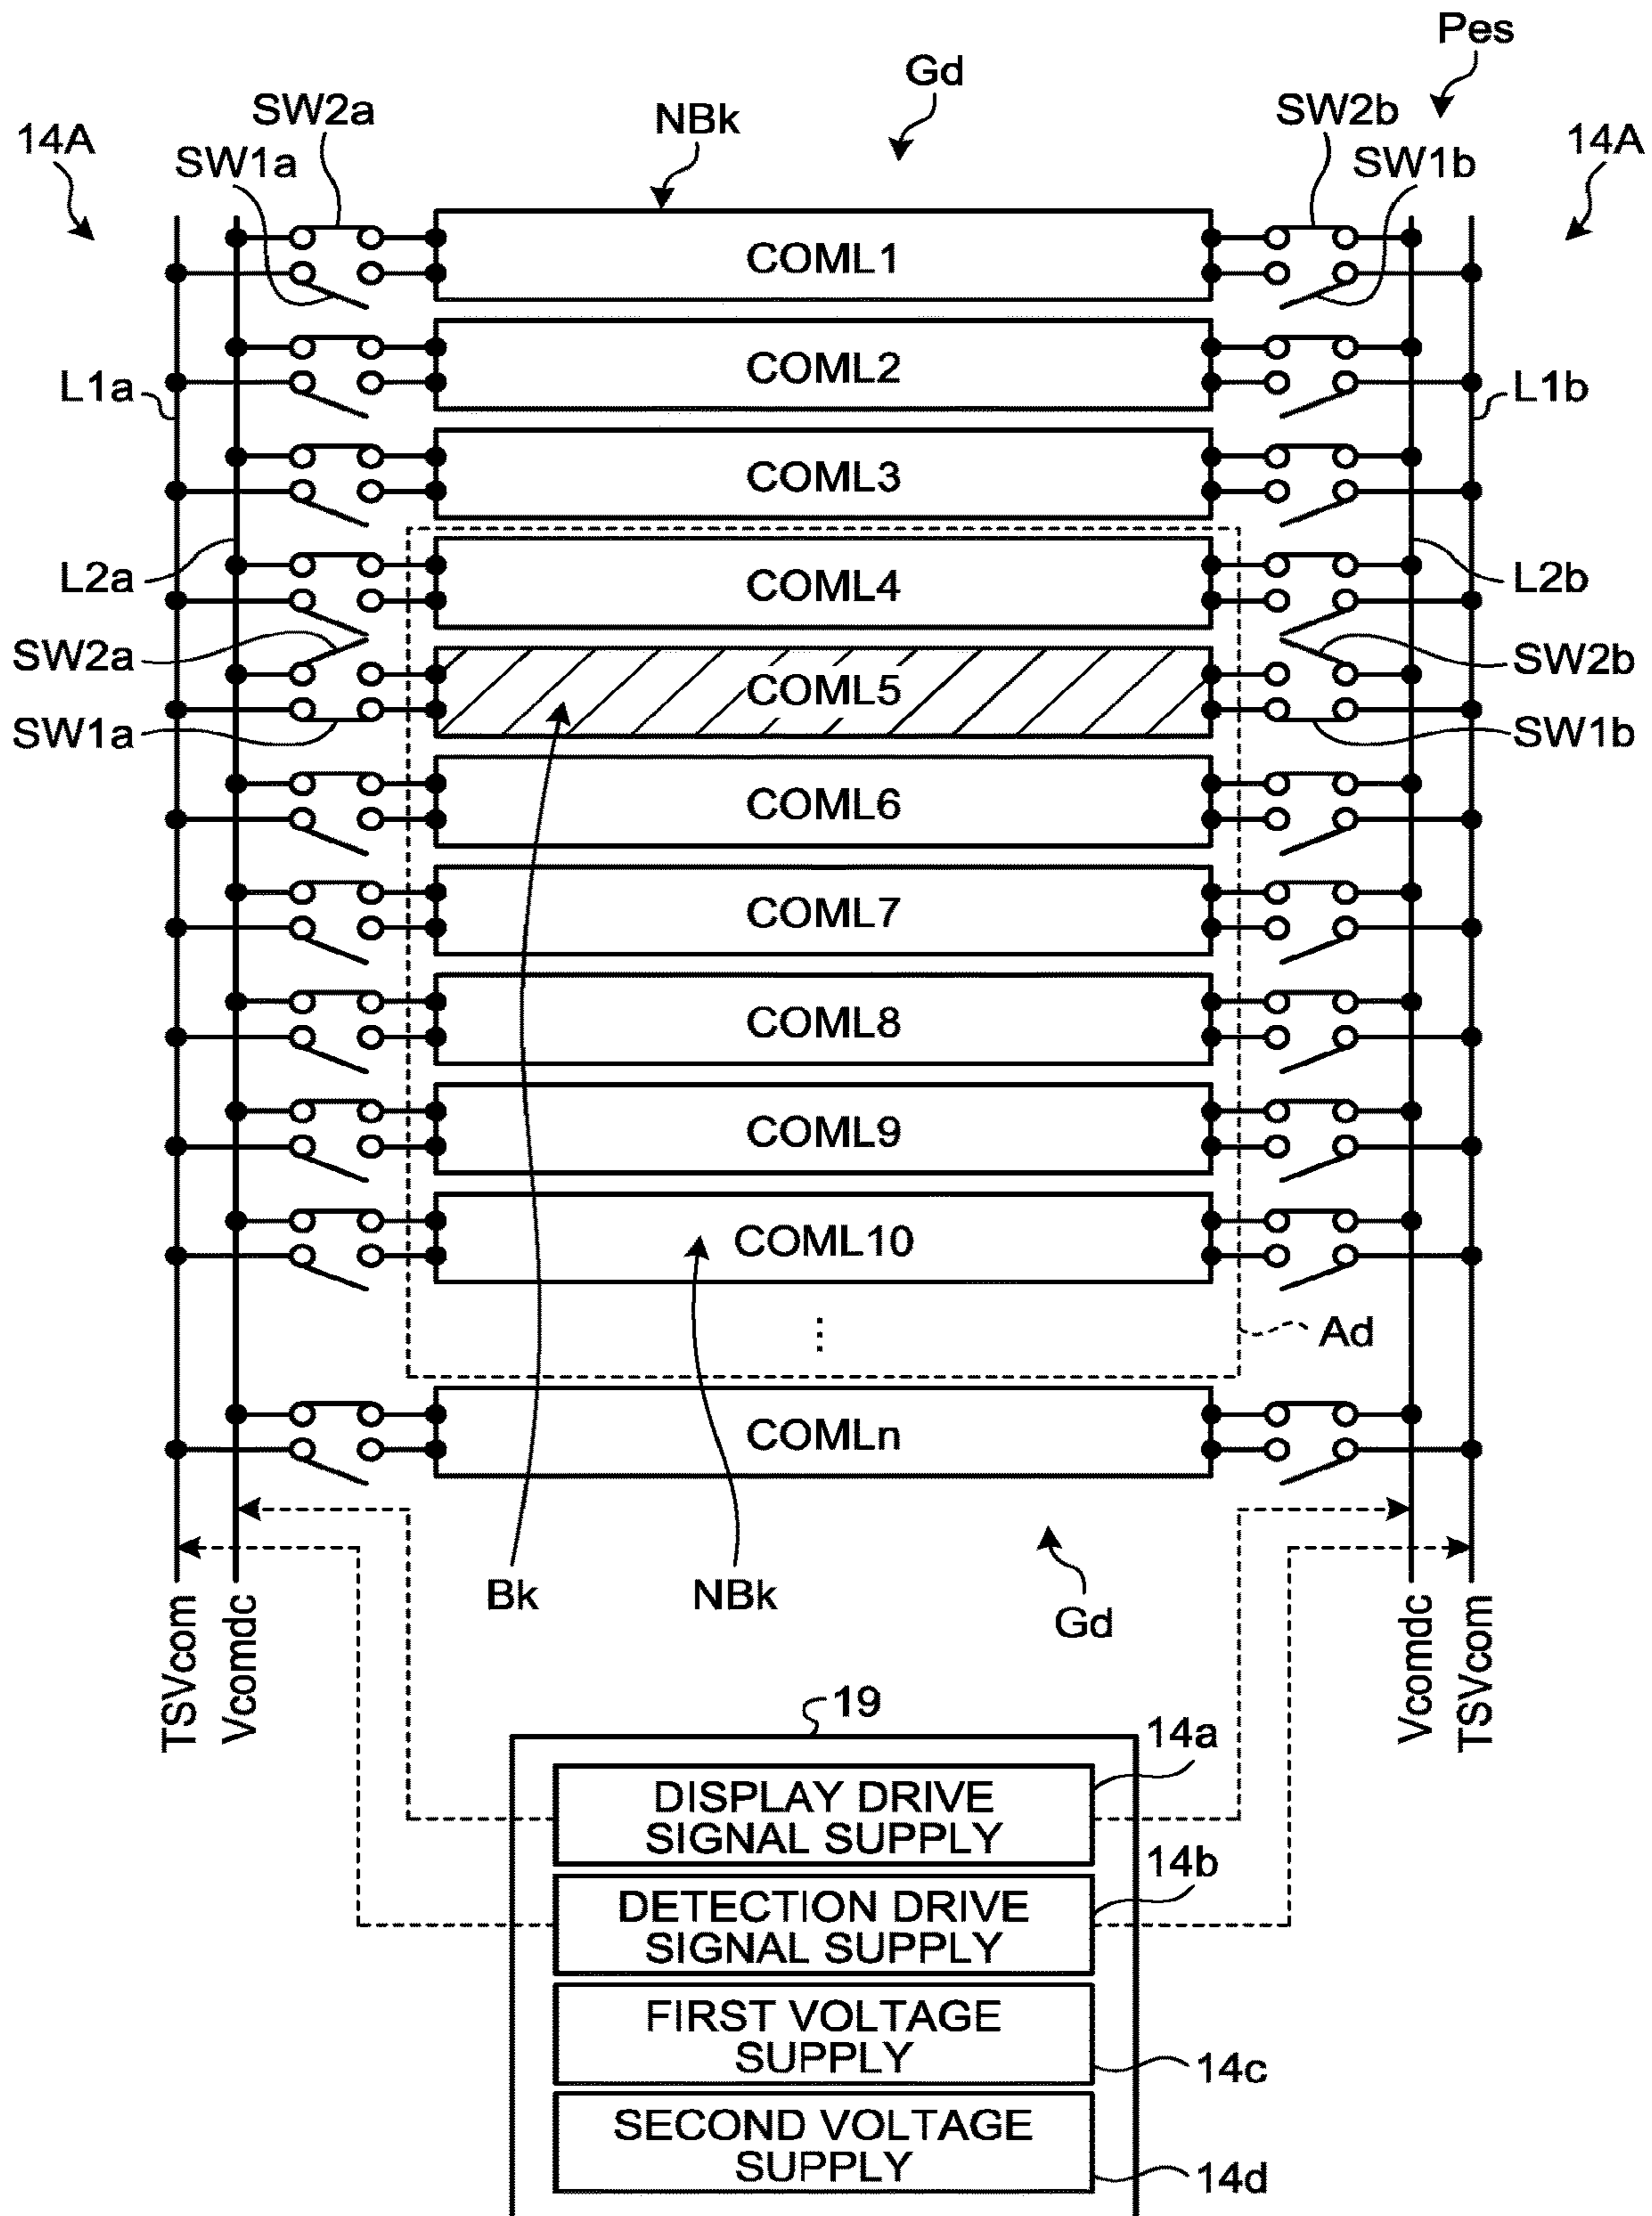 Pes
Gd
SW2a
NBk
SW2b
14A
SW1a
SW1b
14A
COML1
COML2
L1a
L1b
COML3
L2a
COML4
L2b
SW2a
COML5
SW2b
SW1a
SW1b
COML6
COML7
COML8
COML9
COML10
⋮
Ad
COMLn
Bk
NBk
Gd
TSVcom
Vcomdc
Vcomdc
TSVcom
19
14a
DISPLAY DRIVE
SIGNAL SUPPLY
14b
DETECTION DRIVE
SIGNAL SUPPLY
FIRST VOLTAGE
SUPPLY
14c
SECOND VOLTAGE
SUPPLY
14d